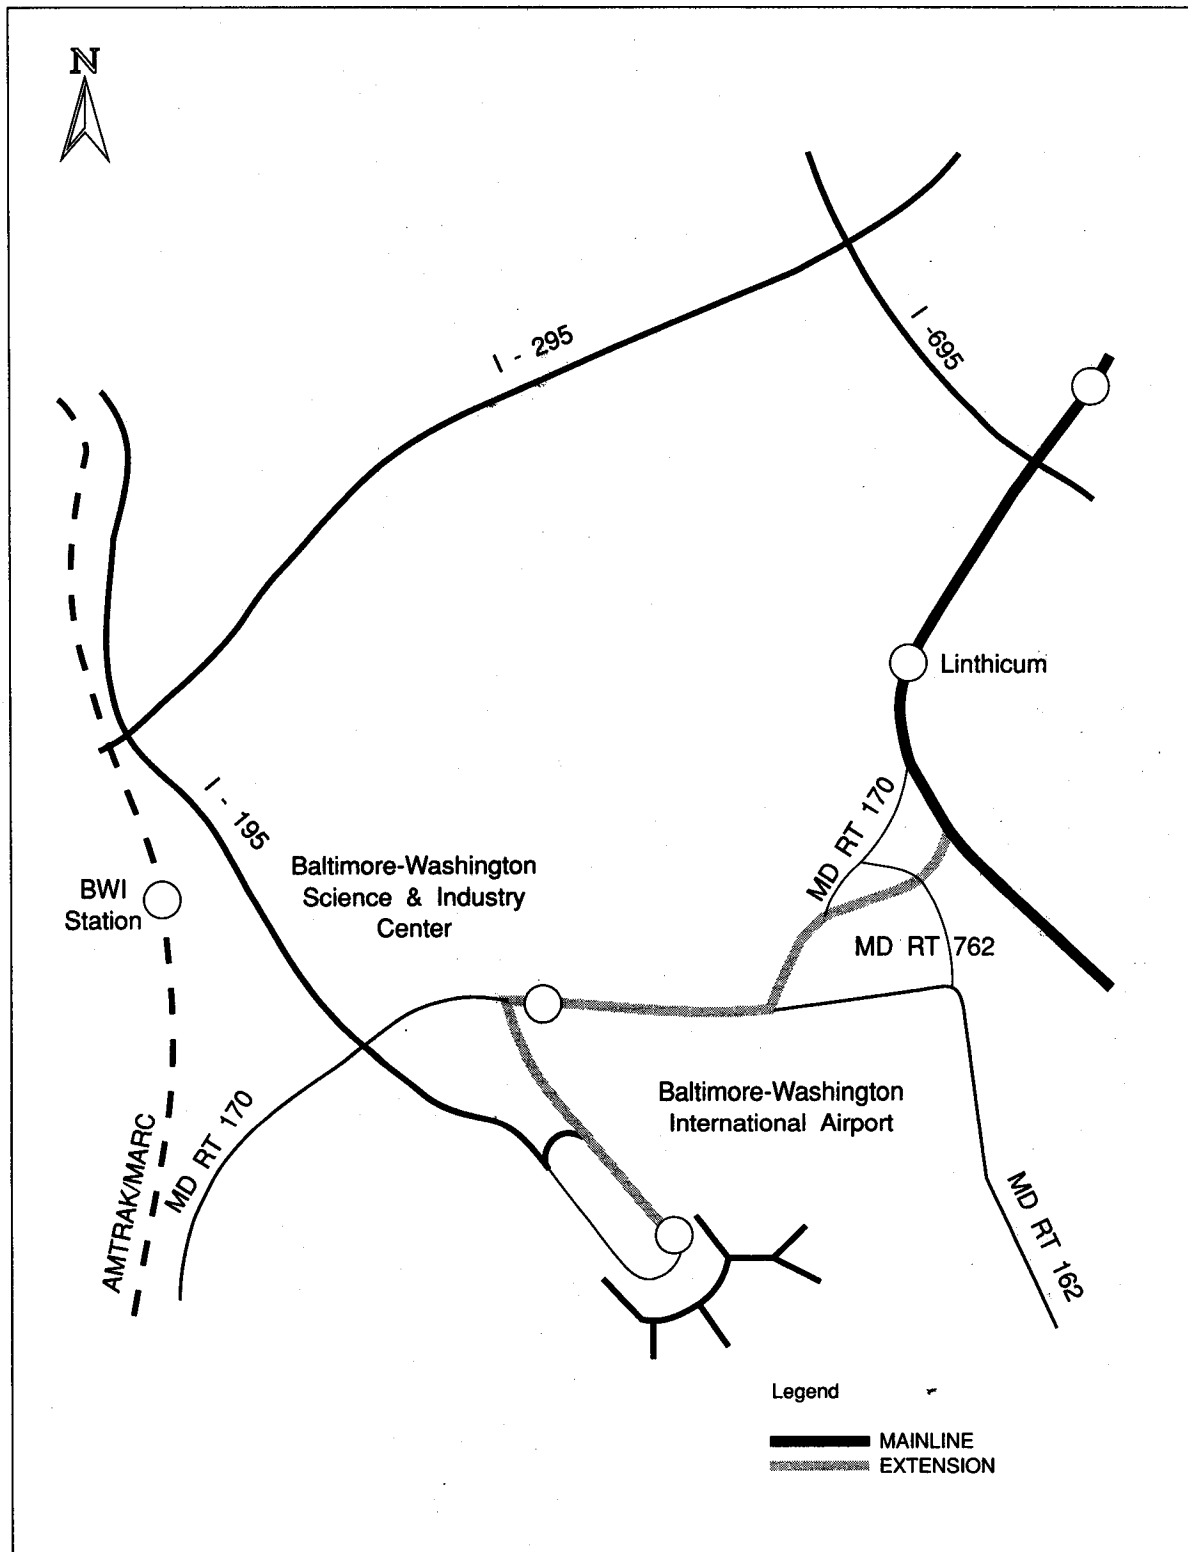 N
I - 295
I -695
Linthicum
I - 195
MD RT 170
Baltimore-Washington
Science & Industry
Center
BWI
Station
MD RT 762
Baltimore-Washington
International Airport
AMTRAK/MARC
MD RT 170
MD RT 162
Legend
MAINLINE
EXTENSION